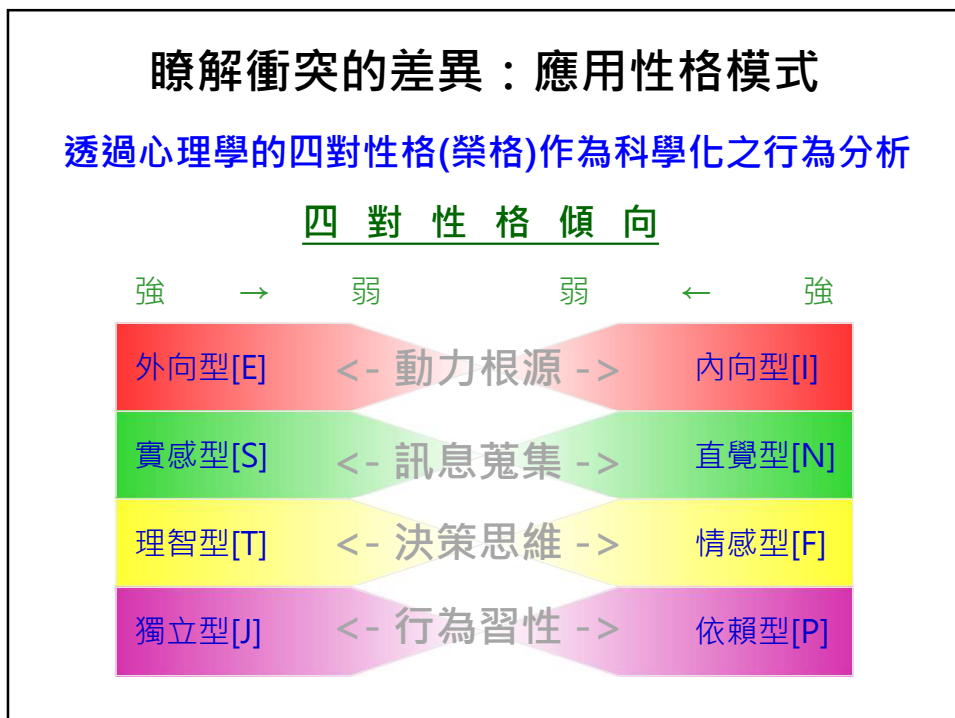 瞭解衝突的差異：應用性格模式
透過心理學的四對性格(榮格)作為科學化之行為分析
四 對 性 格 傾 向
強 → 弱 弱 ← 強
外向型[E] <- 動力根源 -> 內向型[I]
實感型[S] <- 訊息蒐集 -> 直覺型[N]
理智型[T] <- 決策思維 -> 情感型[F]
獨立型[J] <- 行為習性 -> 依賴型[P]